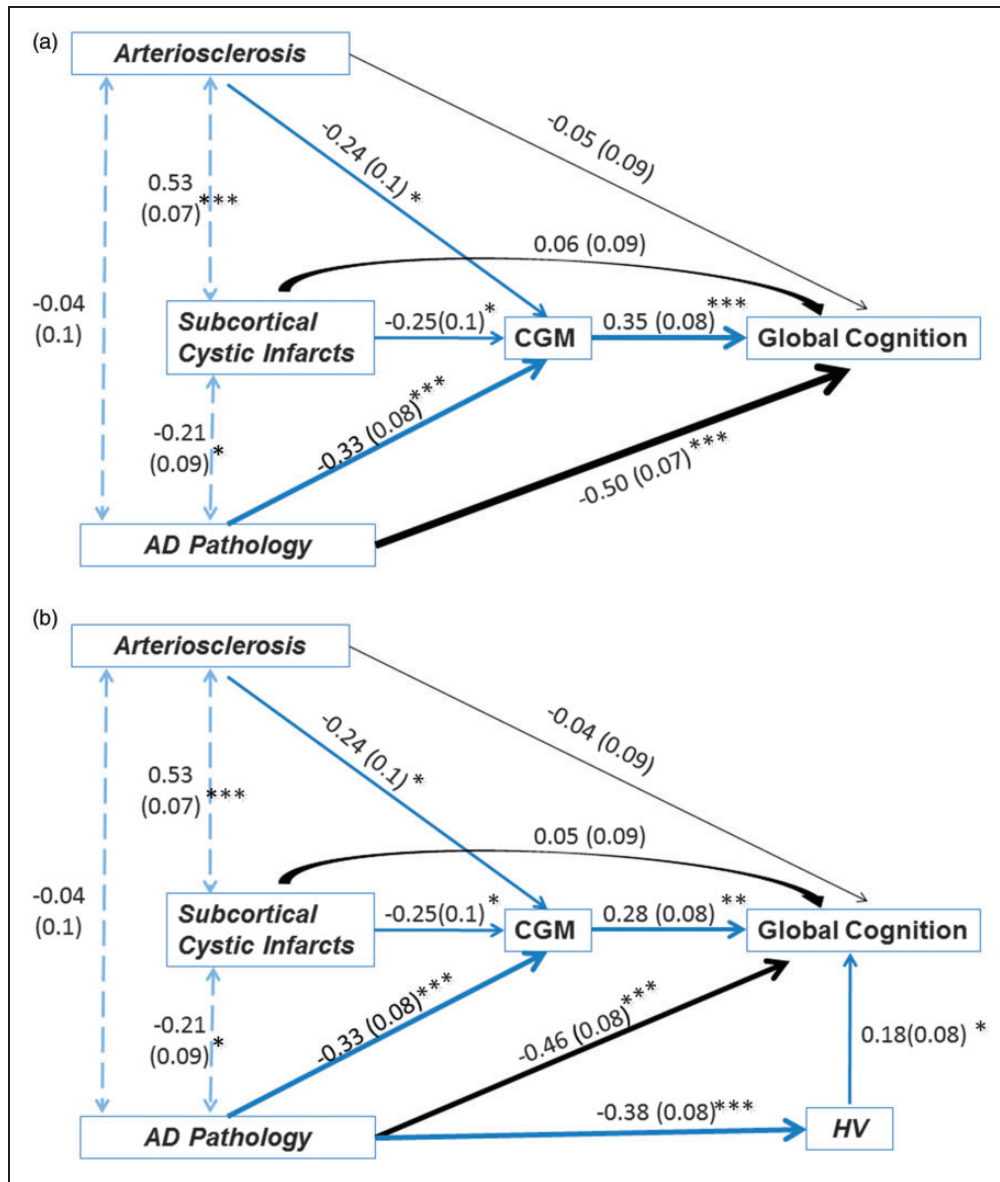 (a)
Arteriosclerosis
-0.05 (0.09)
-0.24 (0.1) *
0.53
(0.07) ***
0.06 (0.09)
-0.04
(0.1)
Subcortical
Cystic Infarcts
-0.25(0.1) *
CGM
0.35 (0.08) ***
Global Cognition
-0.21
(0.09) *
-0.33 (0.08) ***
-0.50 (0.07) ***
AD Pathology
(b)
Arteriosclerosis
-0.04 (0.09)
-0.24 (0.1) *
0.53
(0.07) ***
0.05 (0.09)
-0.04
(0.1)
Subcortical
Cystic Infarcts
-0.25(0.1) *
CGM
0.28 (0.08) **
Global Cognition
-0.21
(0.09) *
-0.33 (0.08) ***
-0.46 (0.08) ***
0.18(0.08) *
-0.38 (0.08) ***
AD Pathology
HV